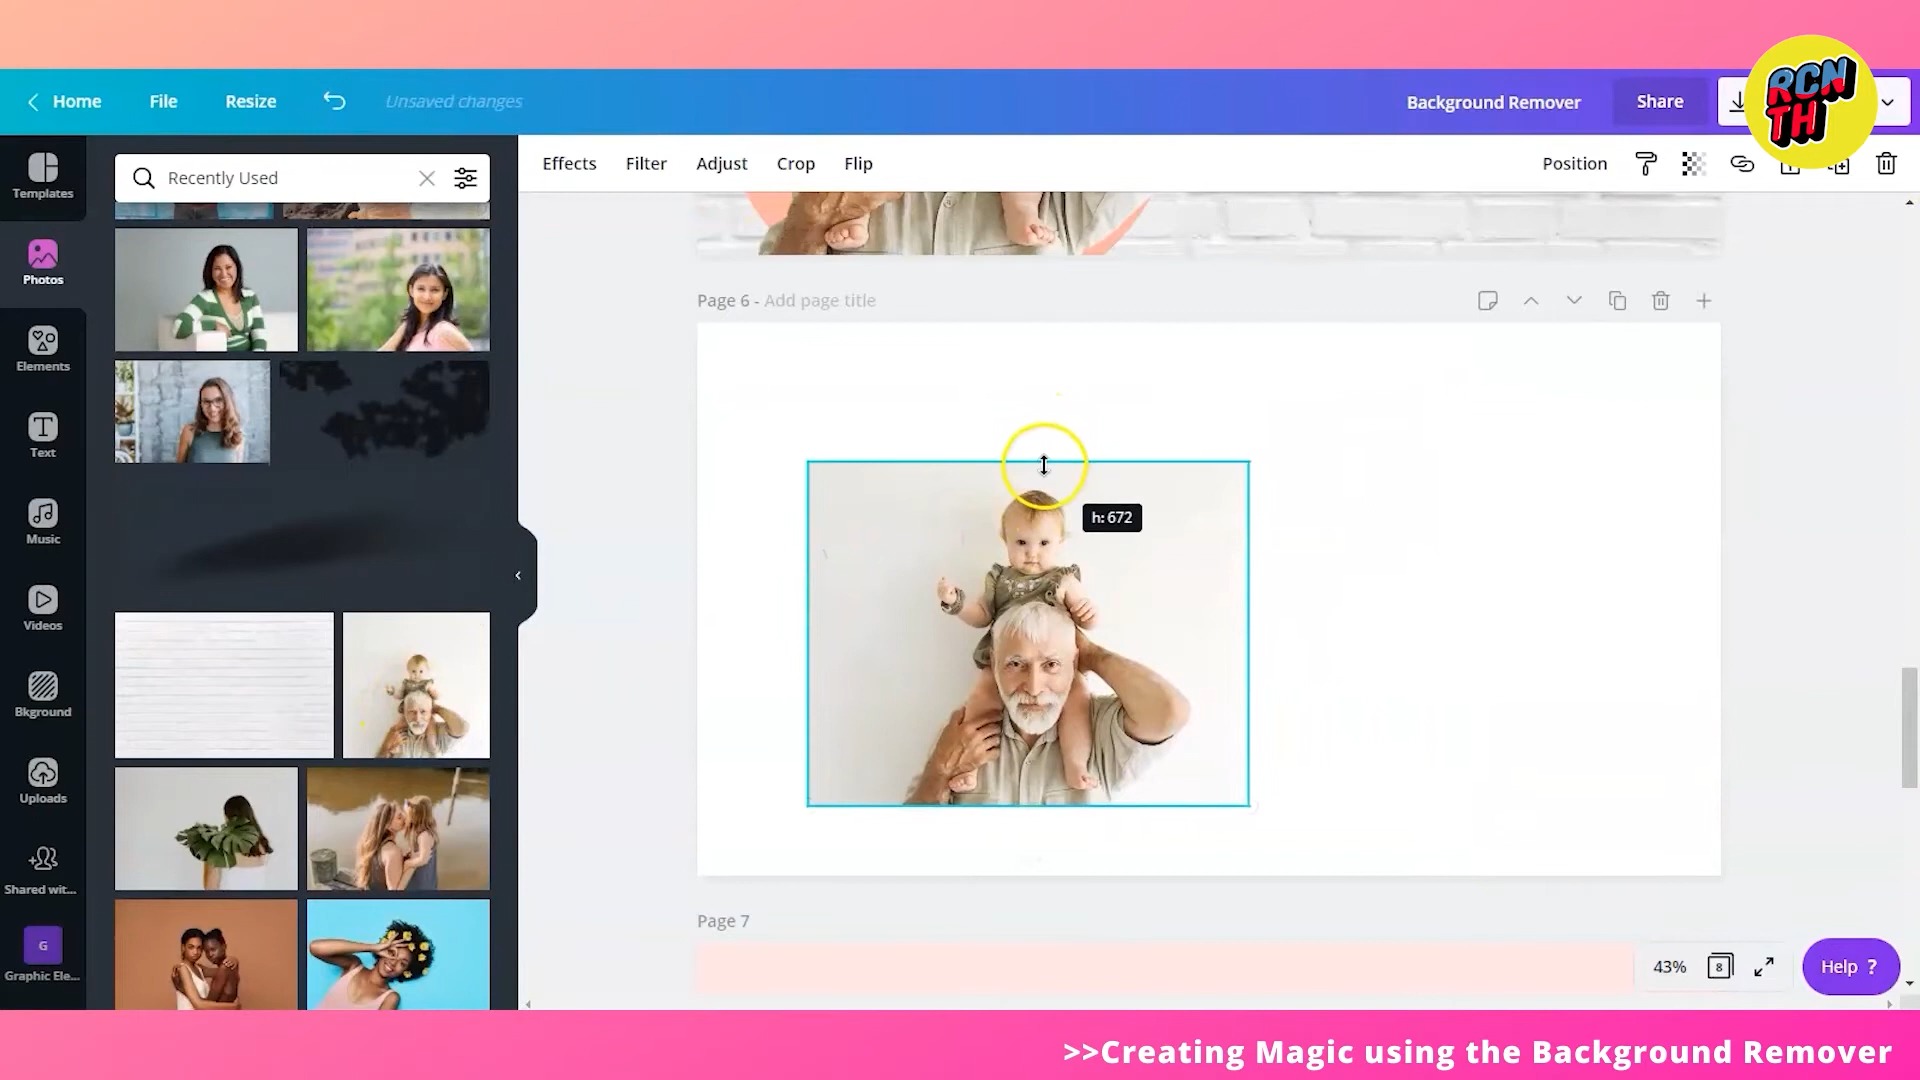 RCN
TH
Home
File
Resize
Unsaved changes
Background Remover
Share
Templates
Photos
Elements
Text
Music
Videos
Bkground
Uploads
Shared wit...
G
Graphic Ele...
Recently Used
Effects
Filter
Adjust
Crop
Flip
Position
Page 6 - Add page title
h: 672
Page 7
43%
8
Help ?
>>Creating Magic using the Background Remover